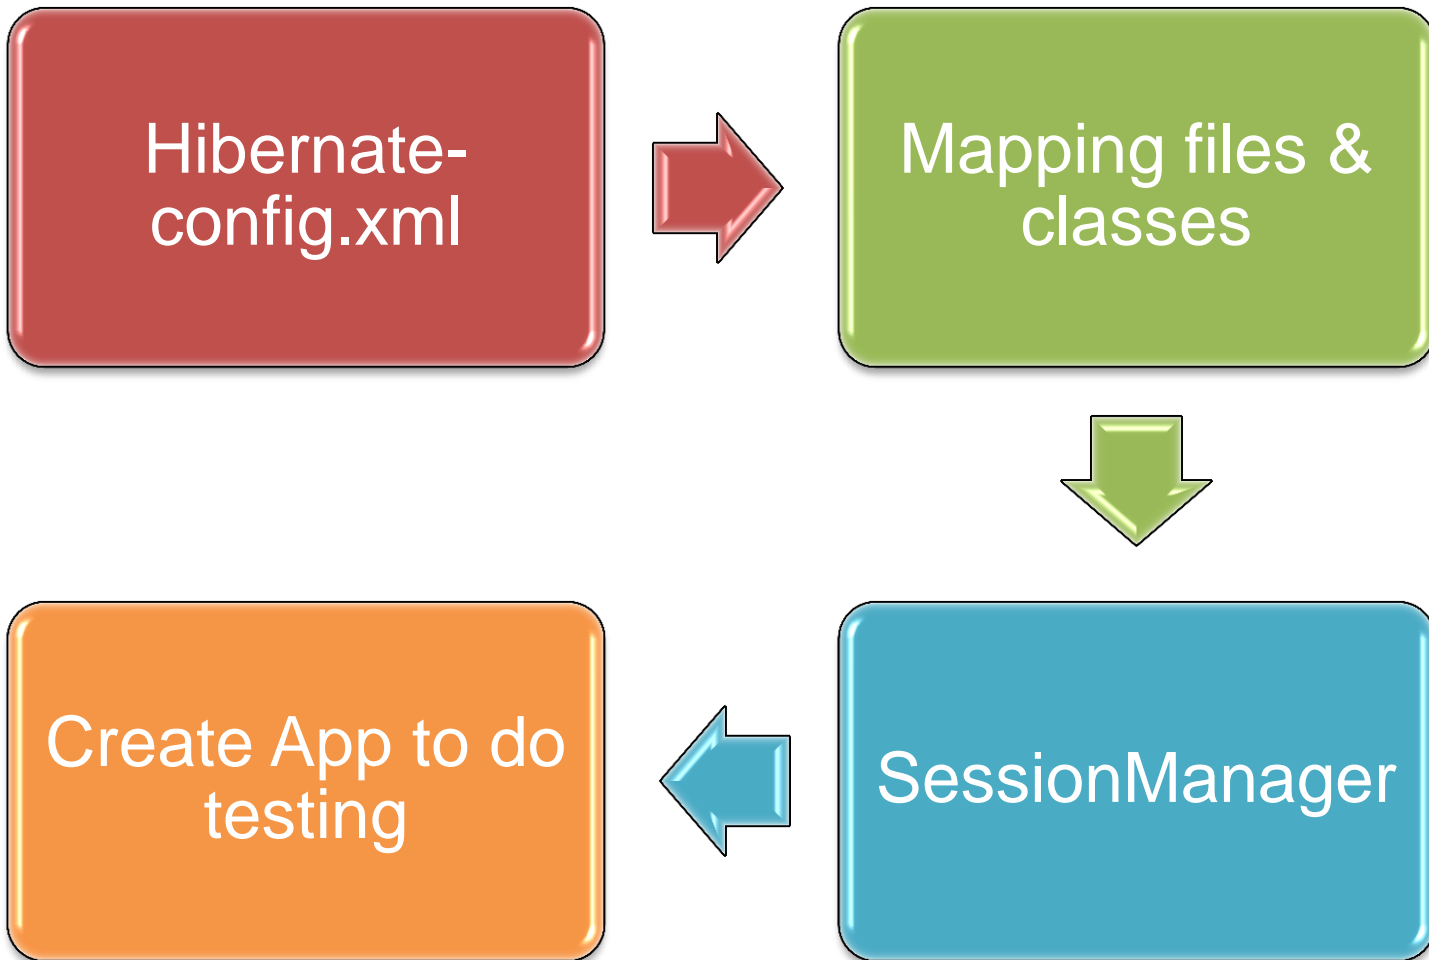 Hibernate-
config.xml
Mapping files &
classes
SessionManager
Create App to do
testing